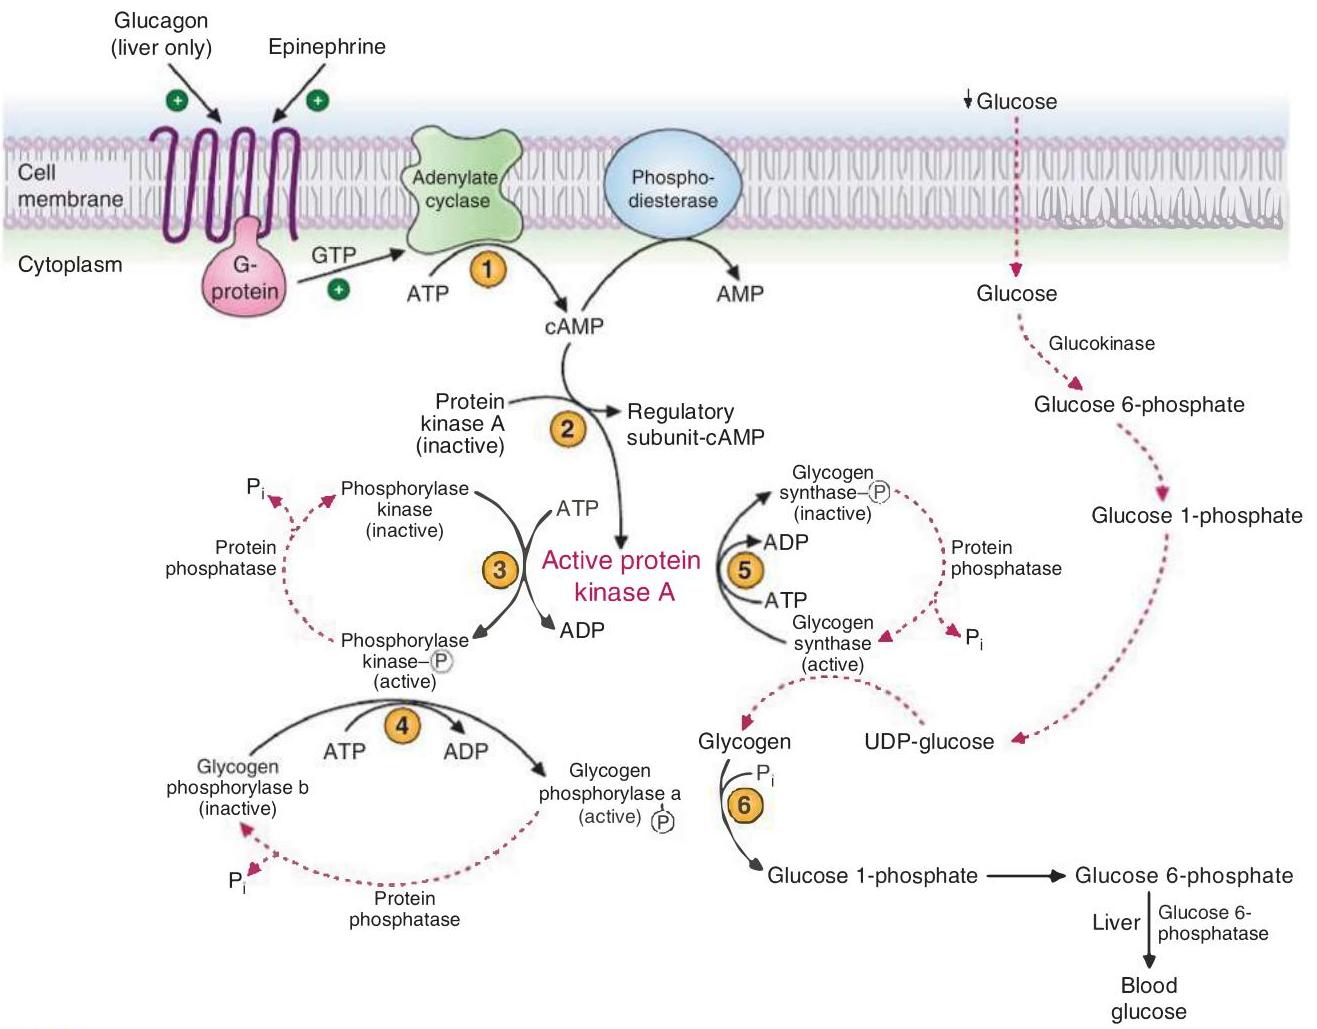 Glucagon
(liver only)
Epinephrine
+
+
↓ Glucose
Cell
membrane
Adenylate
cyclase
Phospho-
diesterase
Cytoplasm
G-
protein
GTP
+
1
ATP
cAMP
AMP
Glucose
Glucokinase
Glucose 6-phosphate
Protein
kinase A
(inactive)
2
Regulatory
subunit-cAMP
Glucose 1-phosphate
Pi
Phosphorylase
kinase
(inactive)
ATP
Protein
phosphatase
3
Active protein
kinase A
ADP
Phosphorylase
kinase–P
(active)
Glycogen
synthase–P
(inactive)
ADP
5
ATP
Protein
phosphatase
Pi
Glycogen
synthase
(active)
4
ATP
ADP
Glycogen
phosphorylase b
(inactive)
Glycogen
phosphorylase a
(active) P
Pi
Protein
phosphatase
Glycogen
UDP-glucose
Pi
6
Glucose 1-phosphate
Glucose 6-phosphate
Liver
Glucose 6-
phosphatase
Blood
glucose